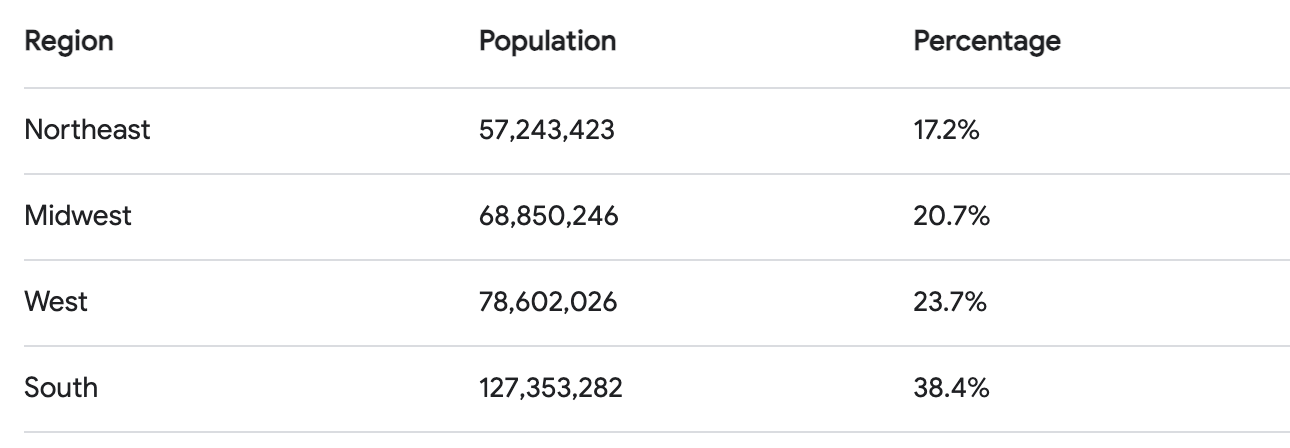 Region Population Percentage
Northeast 57,243,423 17.2%
Midwest 68,850,246 20.7%
West 78,602,026 23.7%
South 127,353,282 38.4%